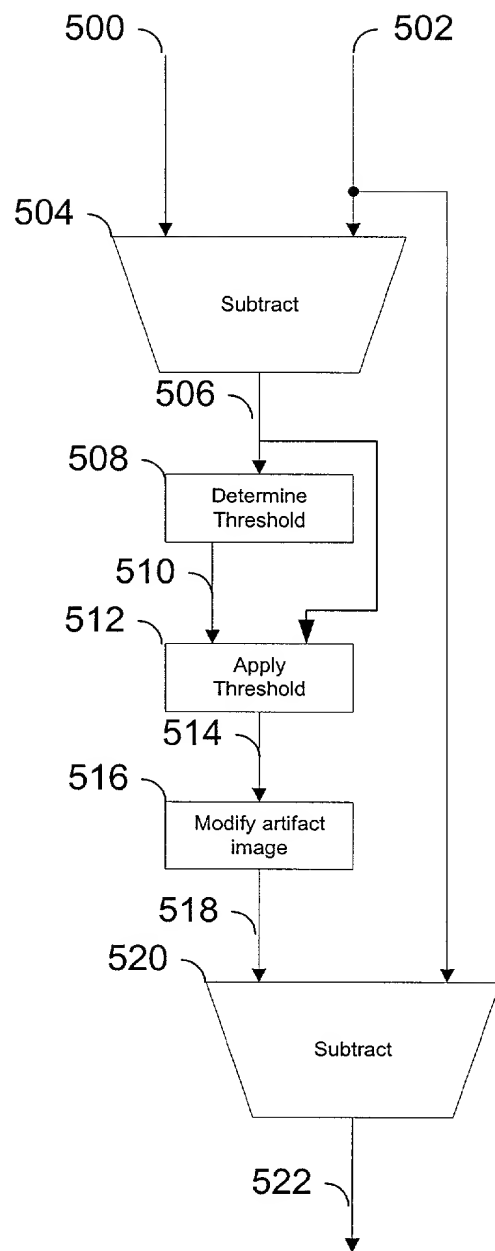 500
502
504
Subtract
506
508
Determine
Threshold
510
512
Apply
Threshold
514
516
Modify artifact
image
518
520
Subtract
522